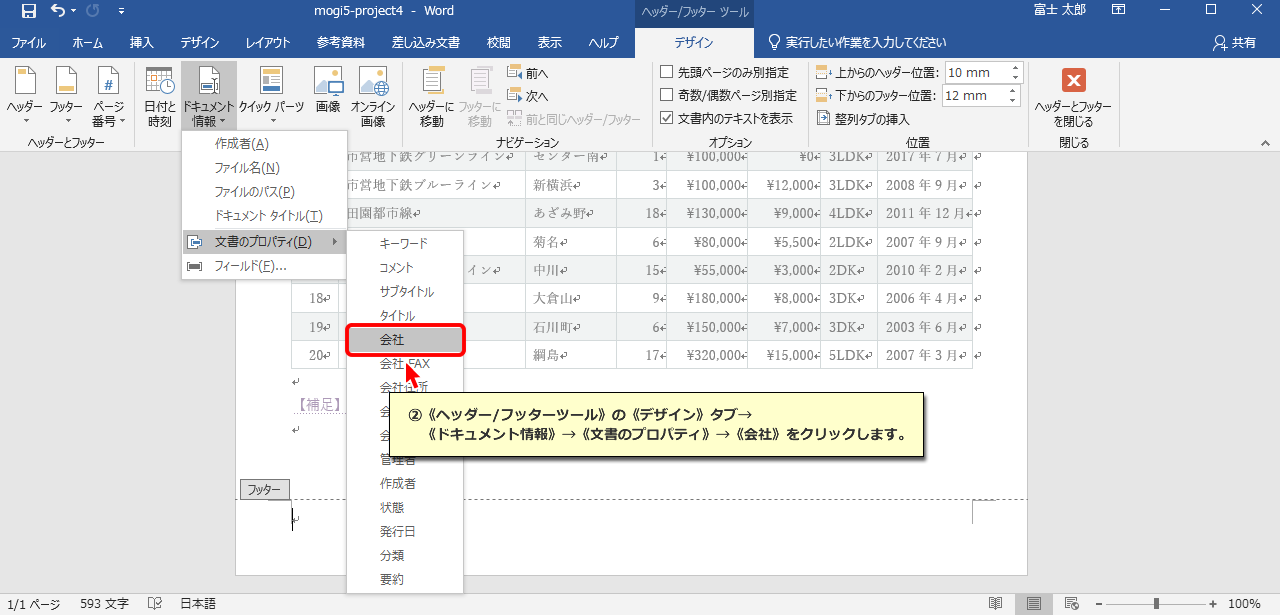 mogi5-project4 - Word
ヘッダー/フッター ツール
富士 太郎
ファイル ホーム 挿入 デザイン レイアウト 参考資料 差し込み文書 校閲 表示 ヘルプ デザイン 実行したい作業を入力してください 共有
ヘッダー フッター ページ番号
日付と時刻 ドキュメント情報 クイック パーツ 画像 オンライン画像
ヘッダーに移動 フッターに移動 前へ
次へ
前と同じヘッダー/フッター
先頭ページのみ別指定
奇数/偶数ページ別指定
文書内のテキストを表示
上からのヘッダー位置: 10 mm
下からのフッター位置: 12 mm
整列タブの挿入
ヘッダーとフッターを閉じる
ヘッダーとフッター ナビゲーション オプション 位置 閉じる
作成者(A)
ファイル名(N)
ファイルのパス(P)
ドキュメント タイトル(T)
文書のプロパティ(D)
フィールド(F)...
市営地下鉄グリーンライン センター南 1 ¥100,000 ¥0 3LDK 2017 年 7 月
市営地下鉄ブルーライン 新横浜 3 ¥100,000 ¥12,000 3LDK 2008 年 9 月
田園都市線 あざみ野 18 ¥130,000 ¥9,000 4LDK 2011 年 12 月
菊名 6 ¥80,000 ¥5,500 2LDK 2007 年 9 月
イン 中川 15 ¥55,000 ¥3,000 2DK 2010 年 2 月
18 大倉山 9 ¥180,000 ¥8,000 3DK 2006 年 4 月
19 石川町 6 ¥150,000 ¥7,000 3DK 2003 年 6 月
20 綱島 17 ¥320,000 ¥15,000 5LDK 2007 年 3 月
【補足】
キーワード
コメント
サブタイトル
タイトル
会社
会社 FAX
会社住所
管理者
作成者
状態
発行日
分類
要約
②《ヘッダー/フッターツール》の《デザイン》タブ→
《ドキュメント情報》→《文書のプロパティ》→《会社》をクリックします。
フッター
1/1 ページ 593 文字 日本語 100%